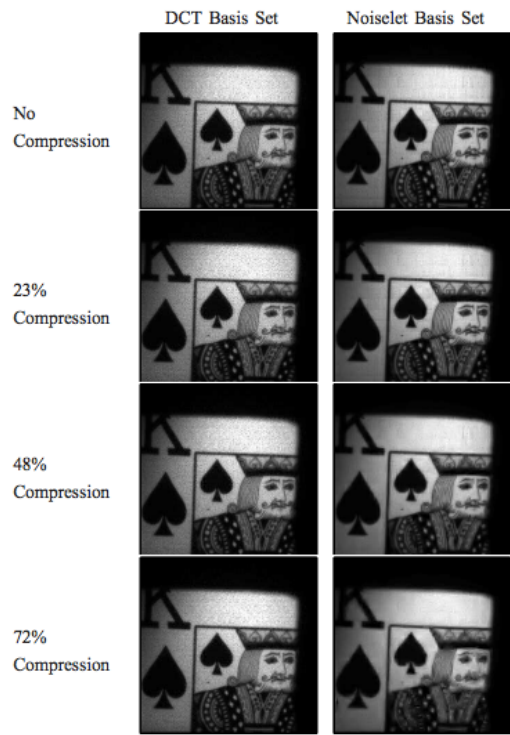 DCT Basis Set Noiselet Basis Set
No
Compression
K K
23%
Compression
K K
48%
Compression
K K
72%
Compression
K K